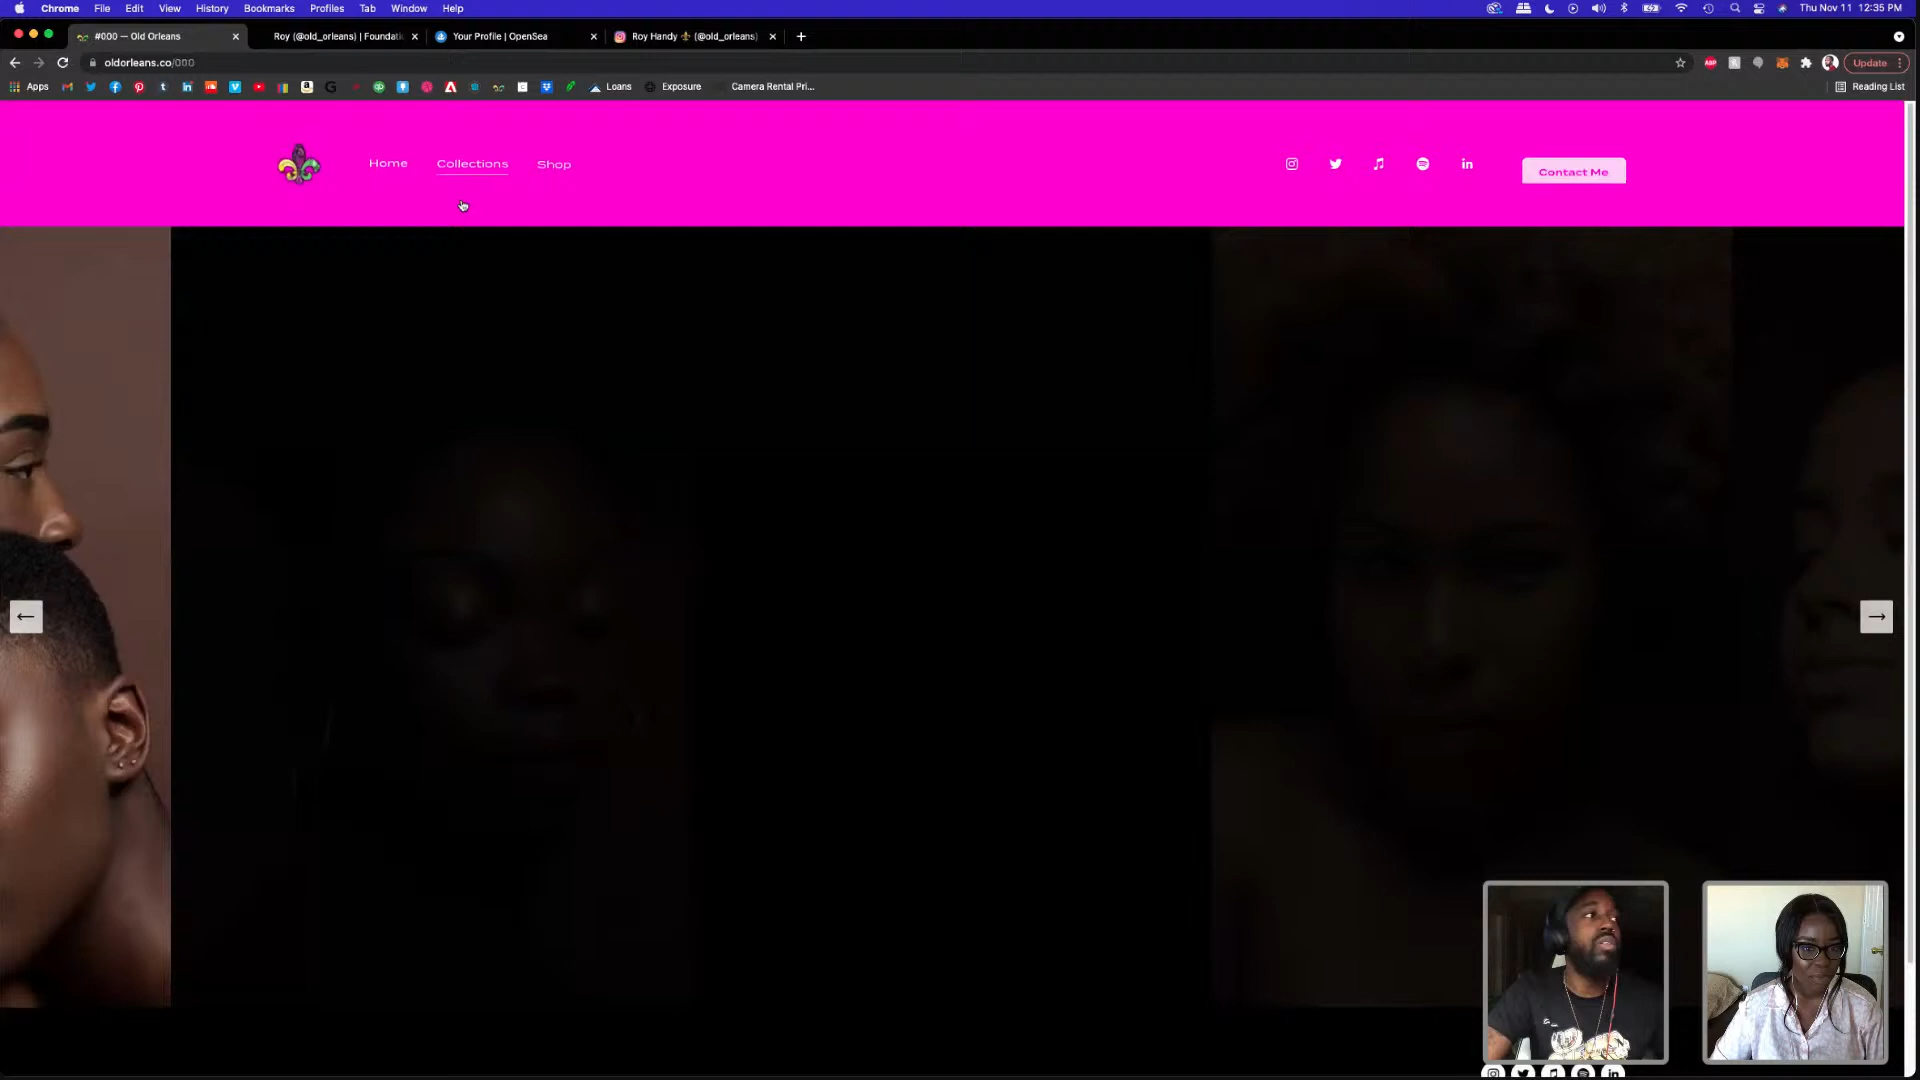 Chrome File Edit View History Bookmarks Profiles Tab Window Help Thu Nov 11 12:35 PM
#000 — Old Orleans Roy (@old_orleans) | Foundati Your Profile | OpenSea Roy Handy (@old_orleans)
oldorleans.co/000 Update
Apps Loans Exposure Camera Rental Pri... Reading List
Home Collections Shop Contact Me